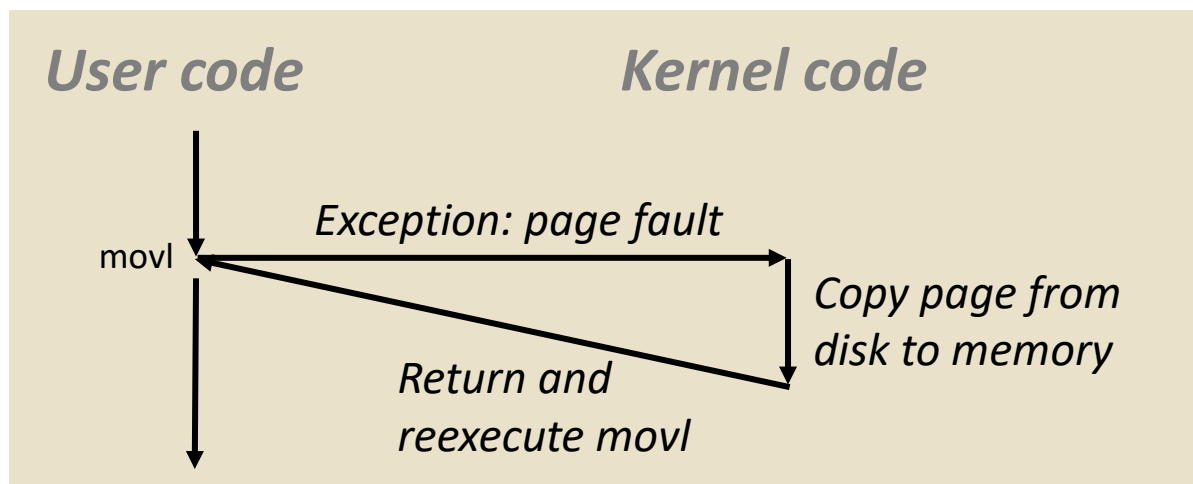 User code
Kernel code
Exception: page fault
movl
Copy page from
disk to memory
Return and
reexecute movl